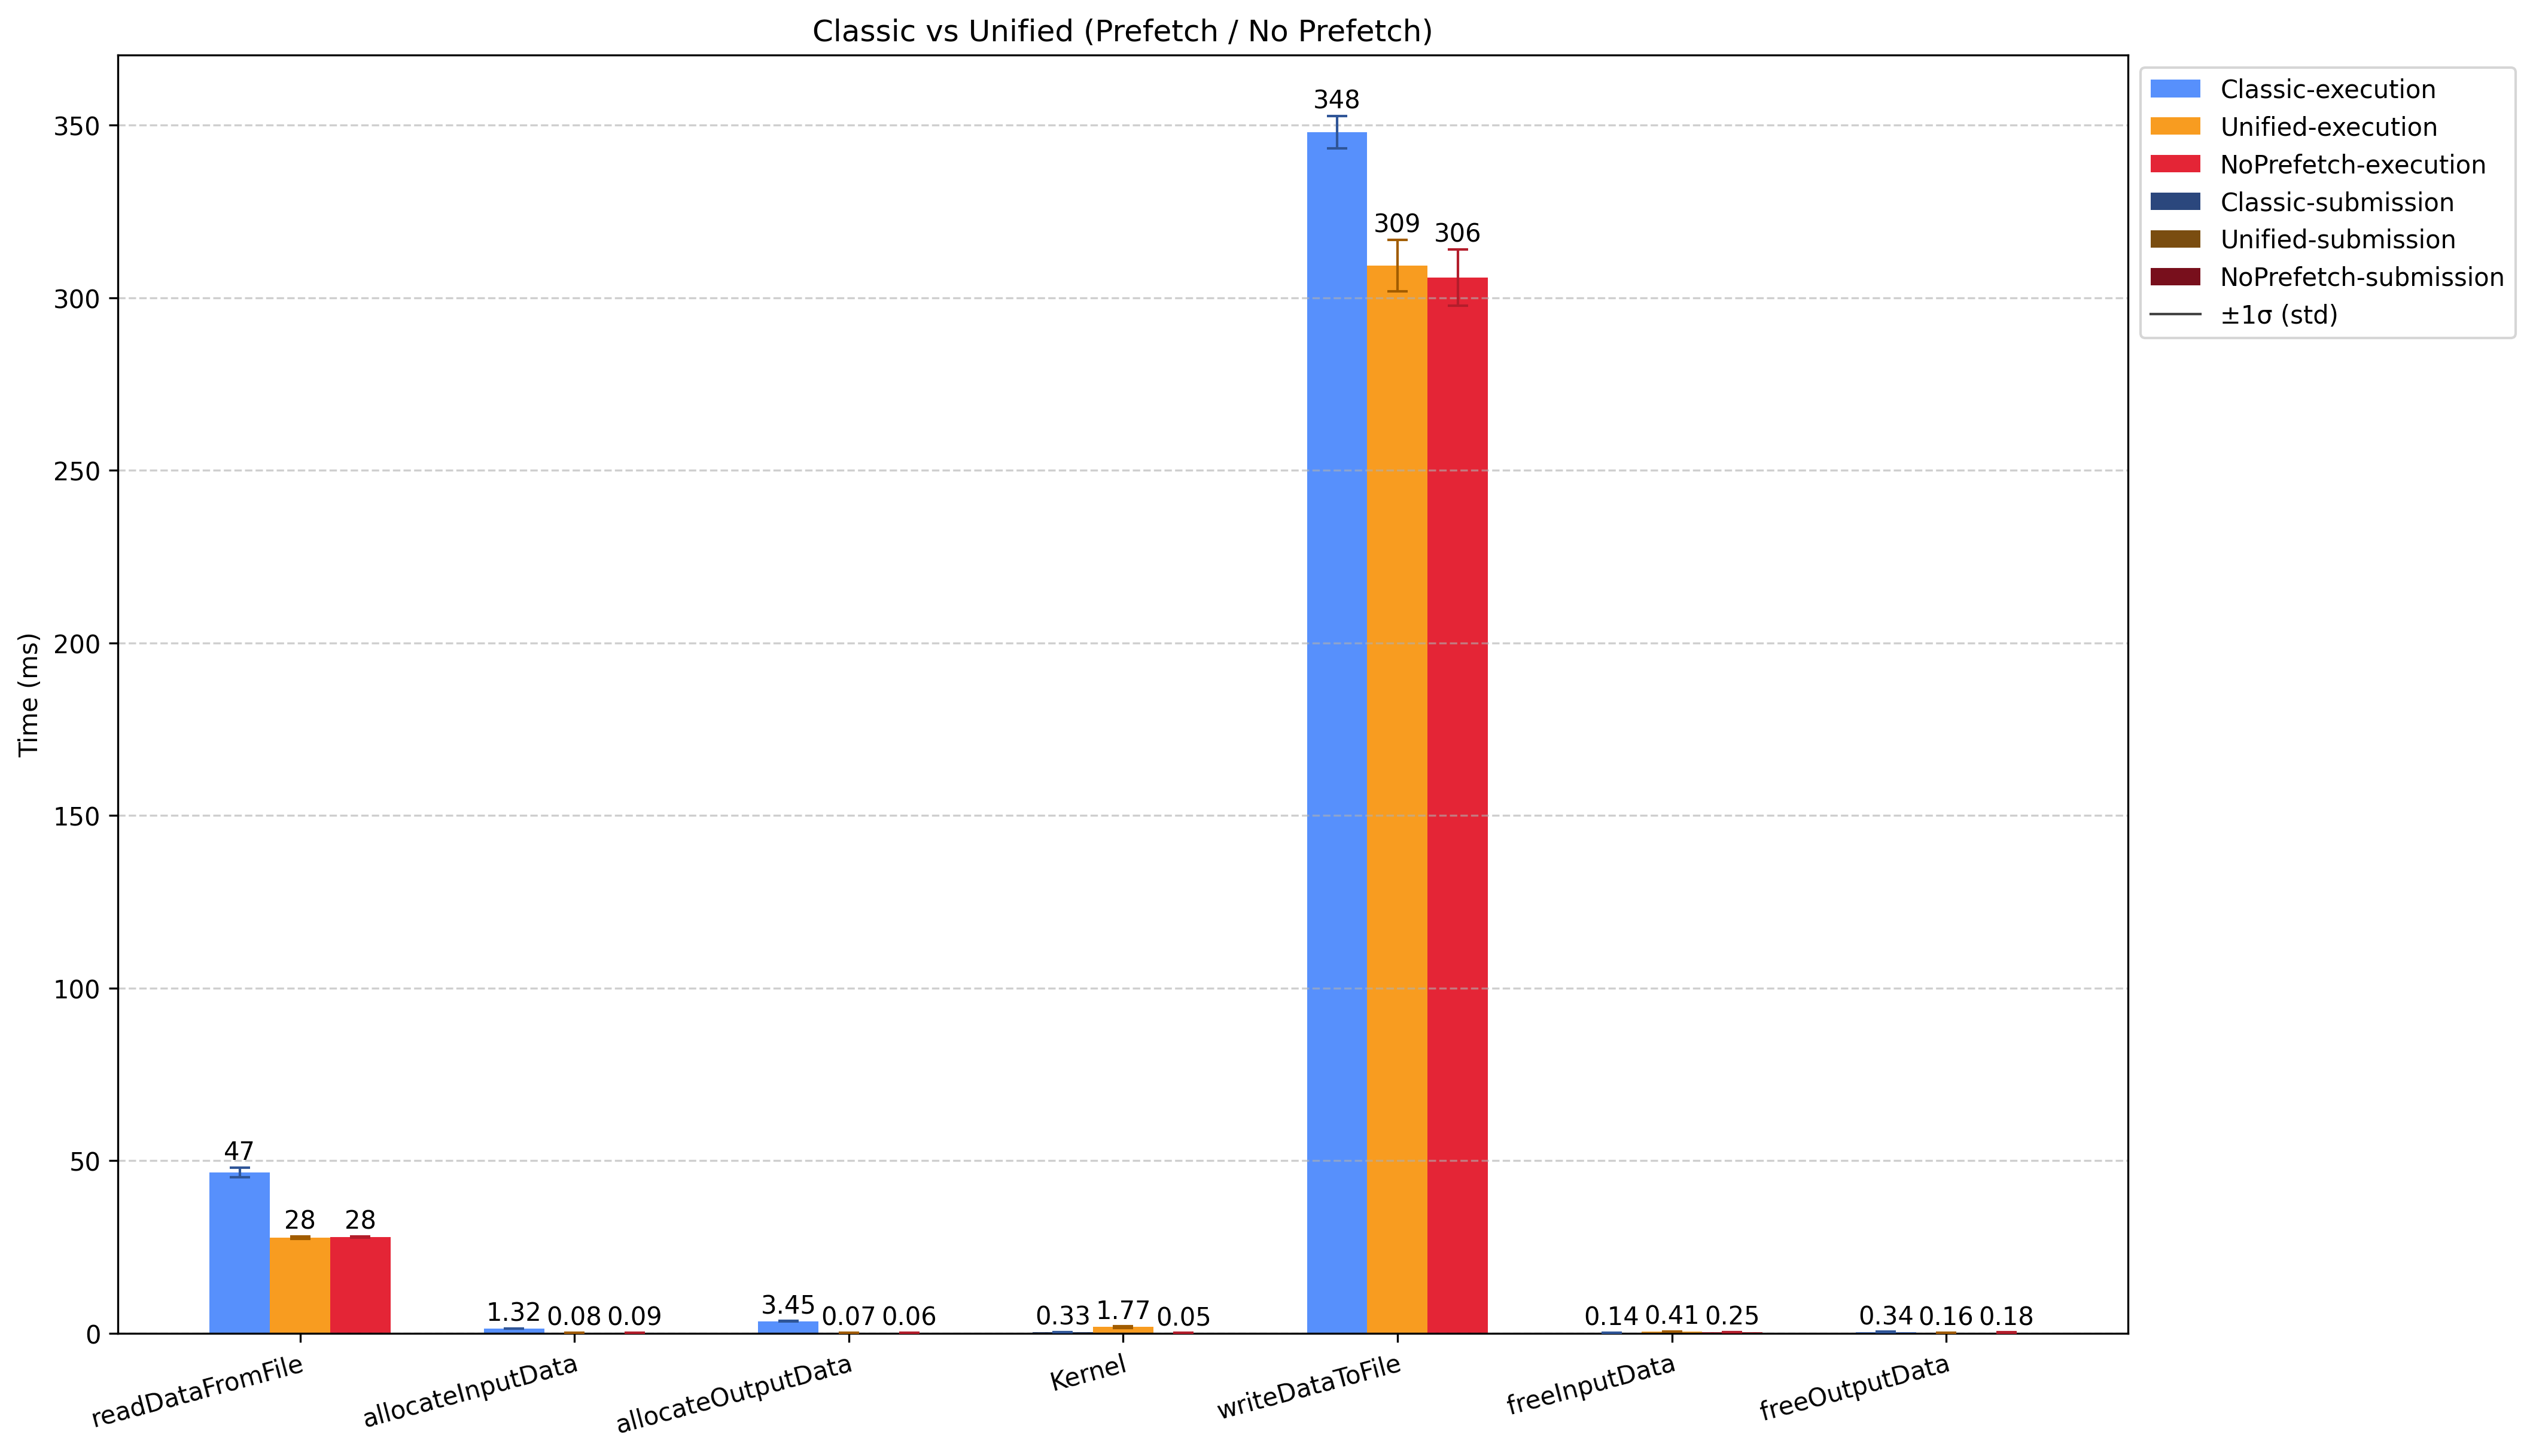 Classic vs Unified (Prefetch / No Prefetch)
Time (ms)
350
300
250
200
150
100
50
0
47
28 28
1.32 0.08 0.09
3.45 0.07 0.06
0.33 1.77 0.05
348
309 306
0.14 0.41 0.25
0.34 0.16 0.18
readDataFromFile
allocateInputData
allocateOutputData
Kernel
writeDataToFile
freeInputData
freeOutputData
Classic-execution
Unified-execution
NoPrefetch-execution
Classic-submission
Unified-submission
NoPrefetch-submission
±1σ (std)